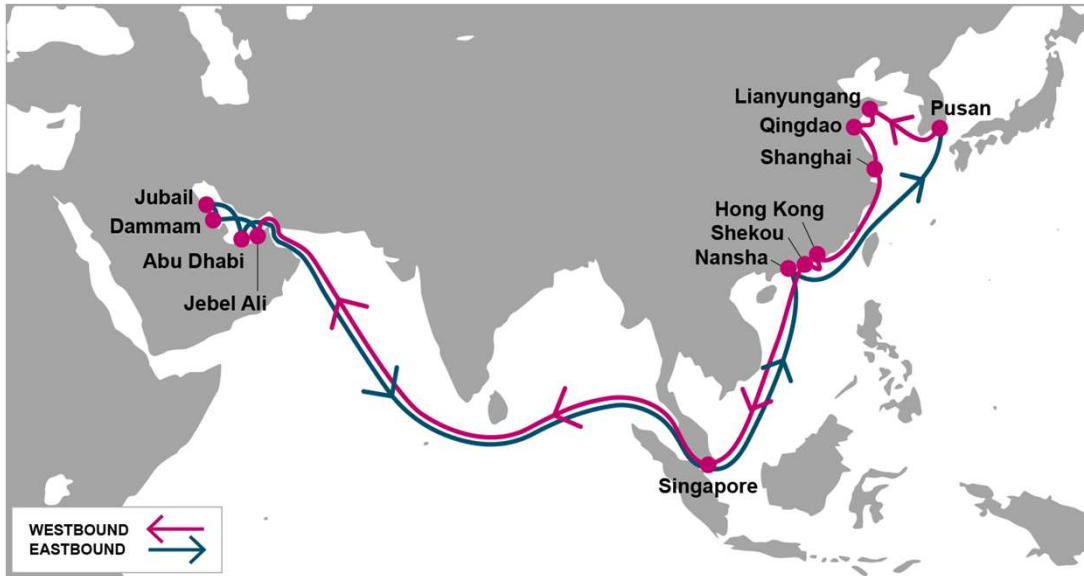 Lianyungang
Pusan
Qingdao
Shanghai
Jubail
Hong Kong
Dammam
Shekou
Nansha
Abu Dhabi
Jebel Ali
Singapore
WESTBOUND
EASTBOUND